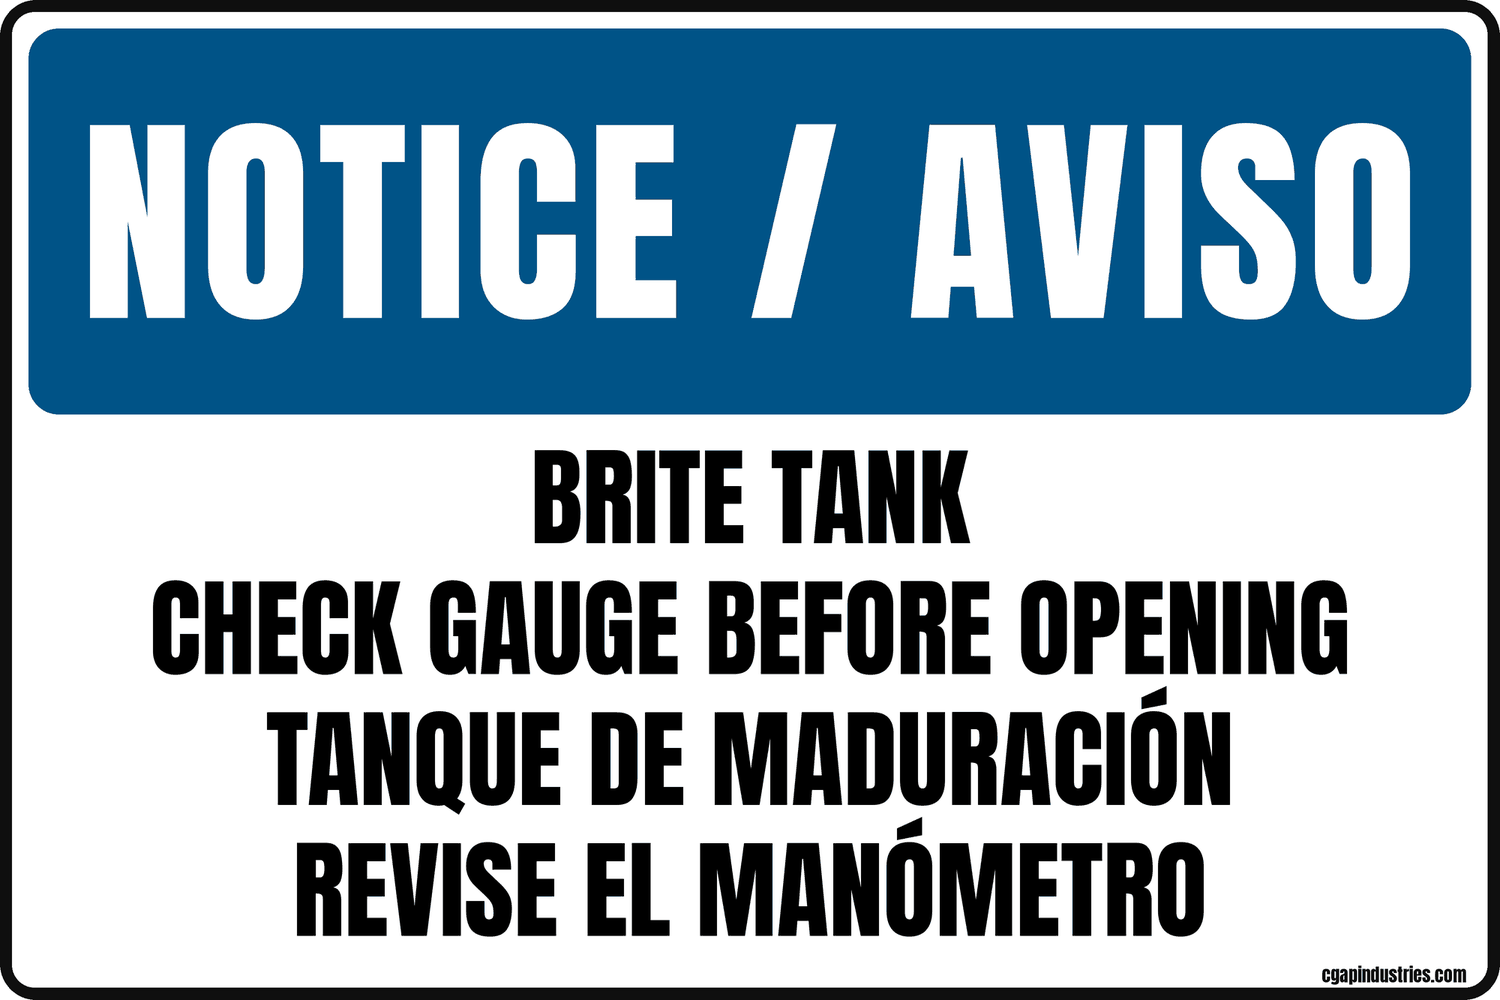 NOTICE / AVISO
BRITE TANK
CHECK GAUGE BEFORE OPENING
TANQUE DE MADURACIÓN
REVISE EL MANÓMETRO
cgapindustries.com